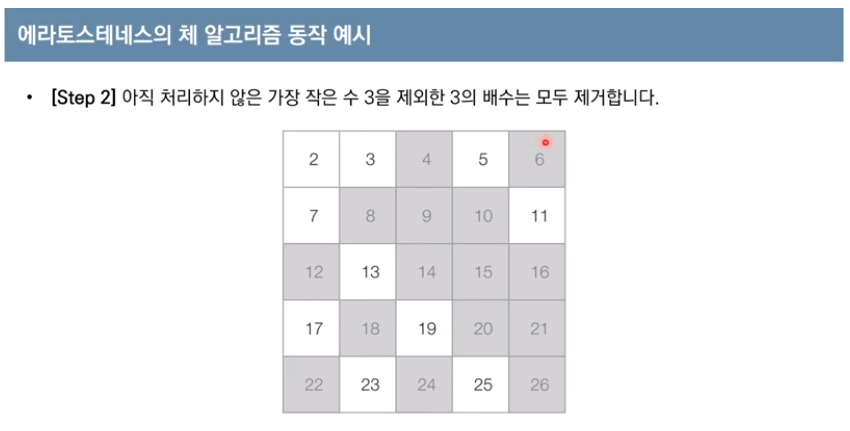 에라토스테네스의 체 알고리즘 동작 예시
• [Step 2] 아직 처리하지 않은 가장 작은 수 3을 제외한 3의 배수는 모두 제거합니다.
2 3 4 5 6
7 8 9 10 11
12 13 14 15 16
17 18 19 20 21
22 23 24 25 26